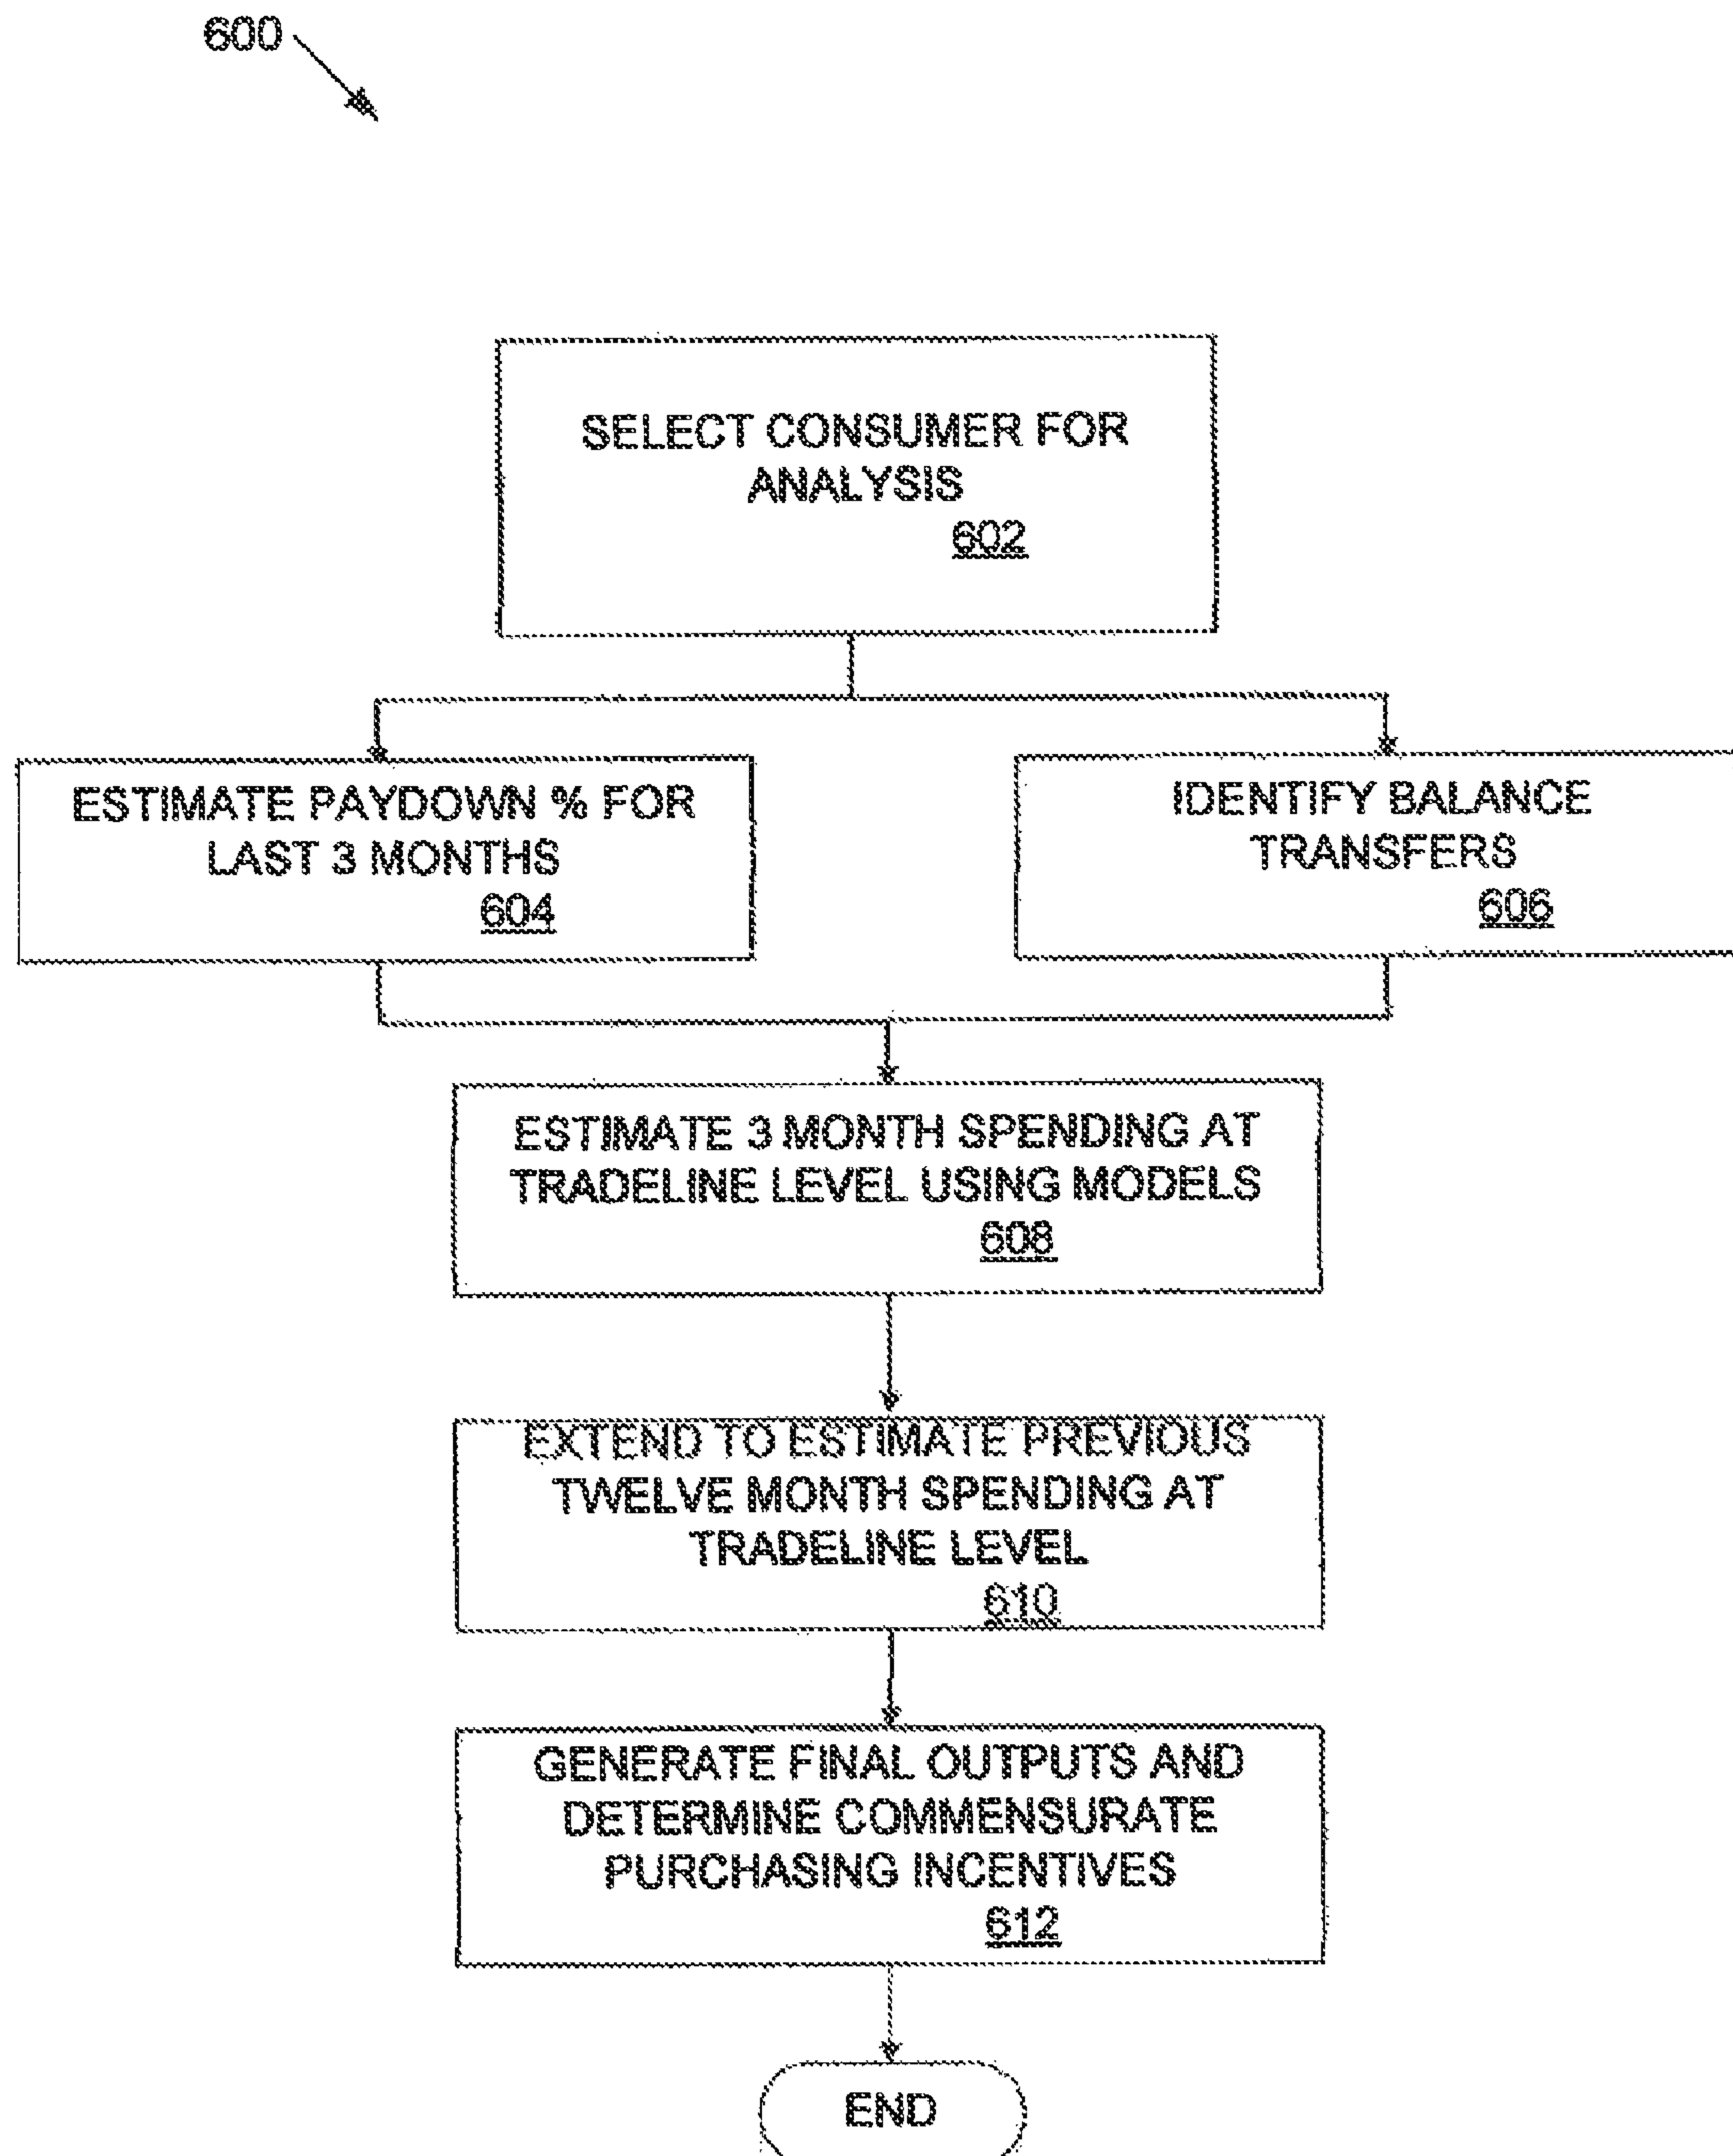 600
SELECT CONSUMER FOR
ANALYSIS
602
ESTIMATE PAYDOWN % FOR
LAST 3 MONTHS
604
IDENTIFY BALANCE
TRANSFERS
606
ESTIMATE 3 MONTH SPENDING AT
TRADELINE LEVEL USING MODELS
608
EXTEND TO ESTIMATE PREVIOUS
TWELVE MONTH SPENDING AT
TRADELINE LEVEL
610
GENERATE FINAL OUTPUTS AND
DETERMINE COMMENSURATE
PURCHASING INCENTIVES
612
END